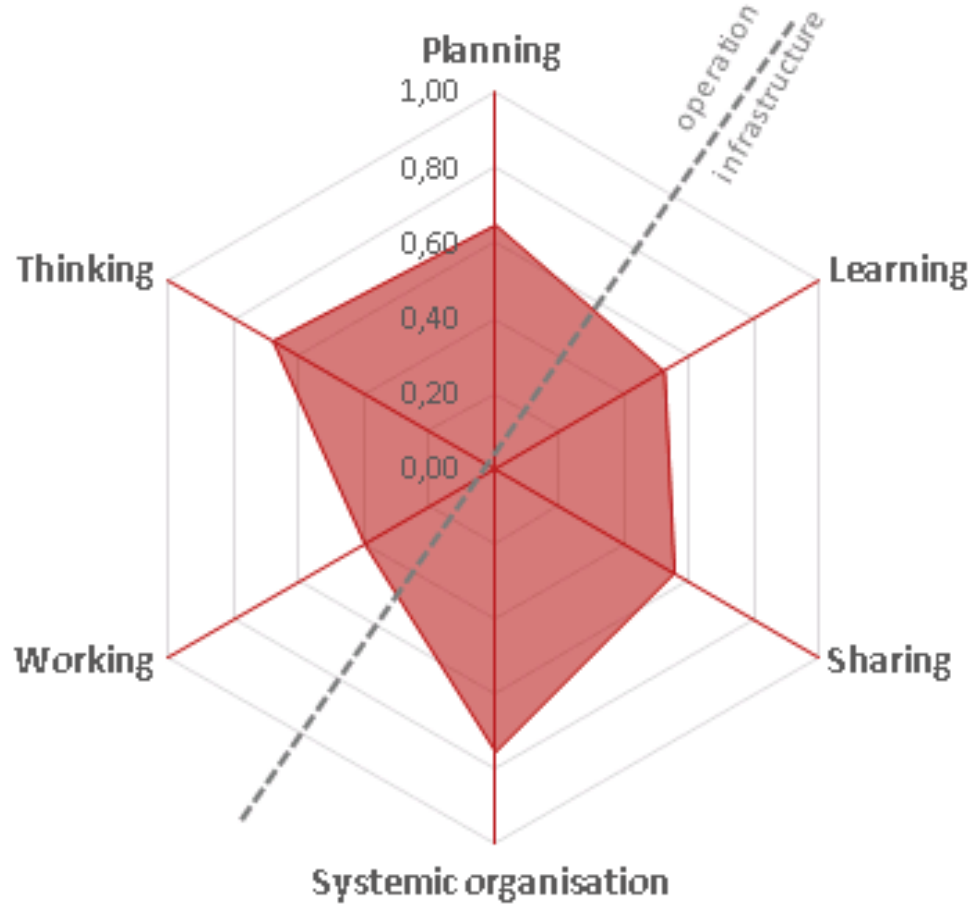 Planning
operation
infrastructure
1,00
0,80
0,60
0,40
0,20
0,00
Thinking
Learning
Working
Sharing
Systemic organisation